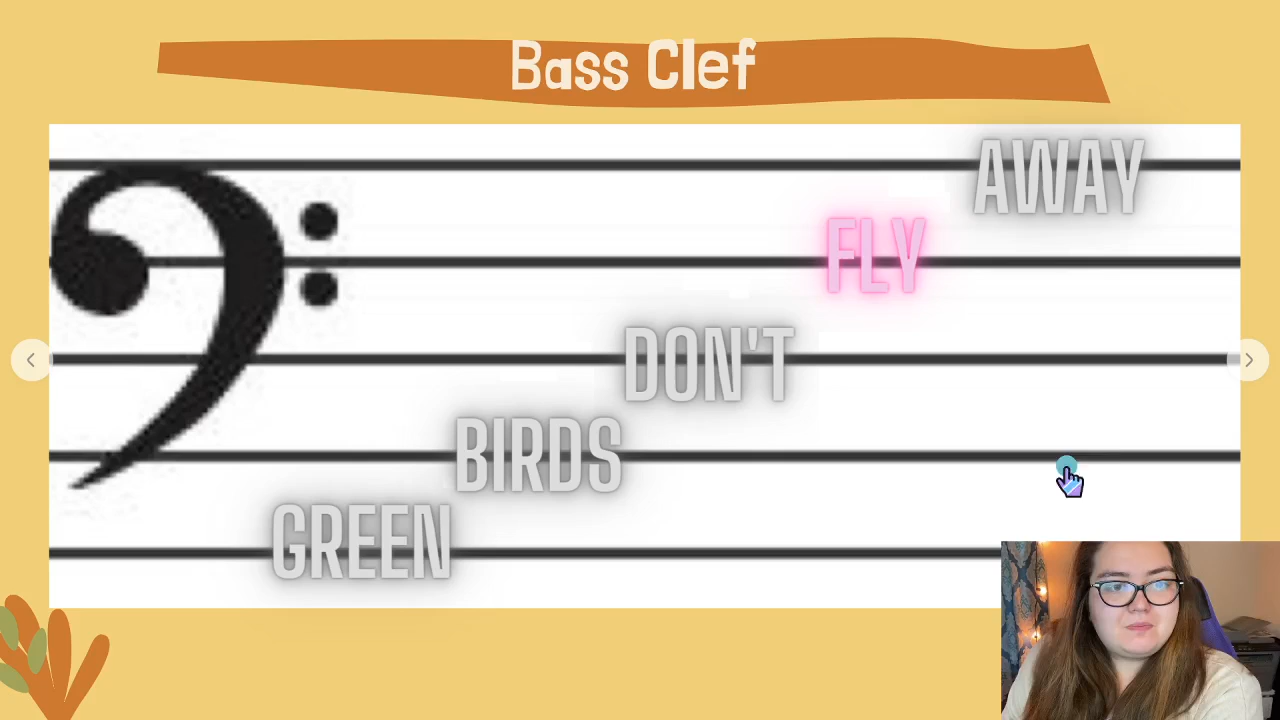 Bass Clef
AWAY
FLY
DON'T
BIRDS
GREEN